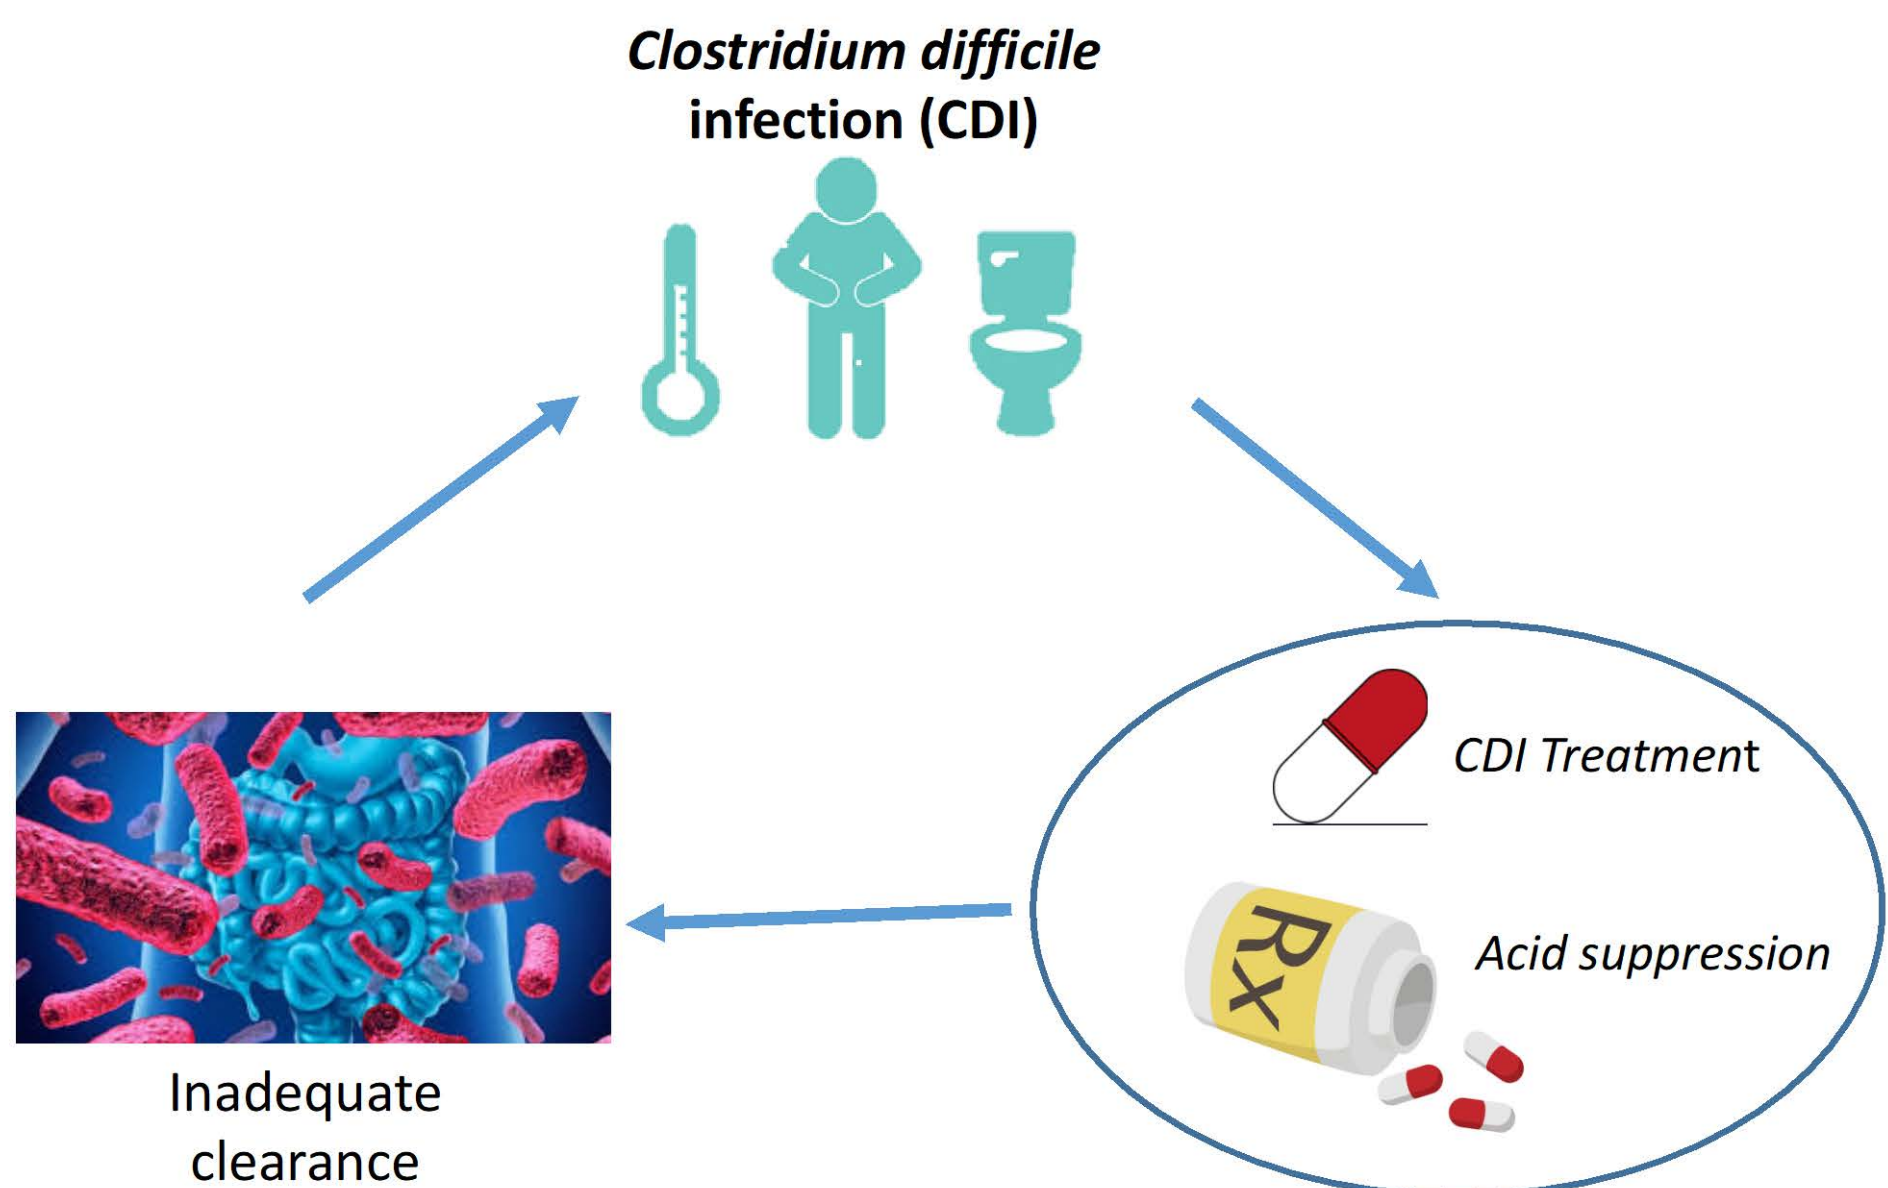 Clostridium difficile
infection (CDI)
CDI Treatment
Rx
Acid suppression
Inadequate
clearance